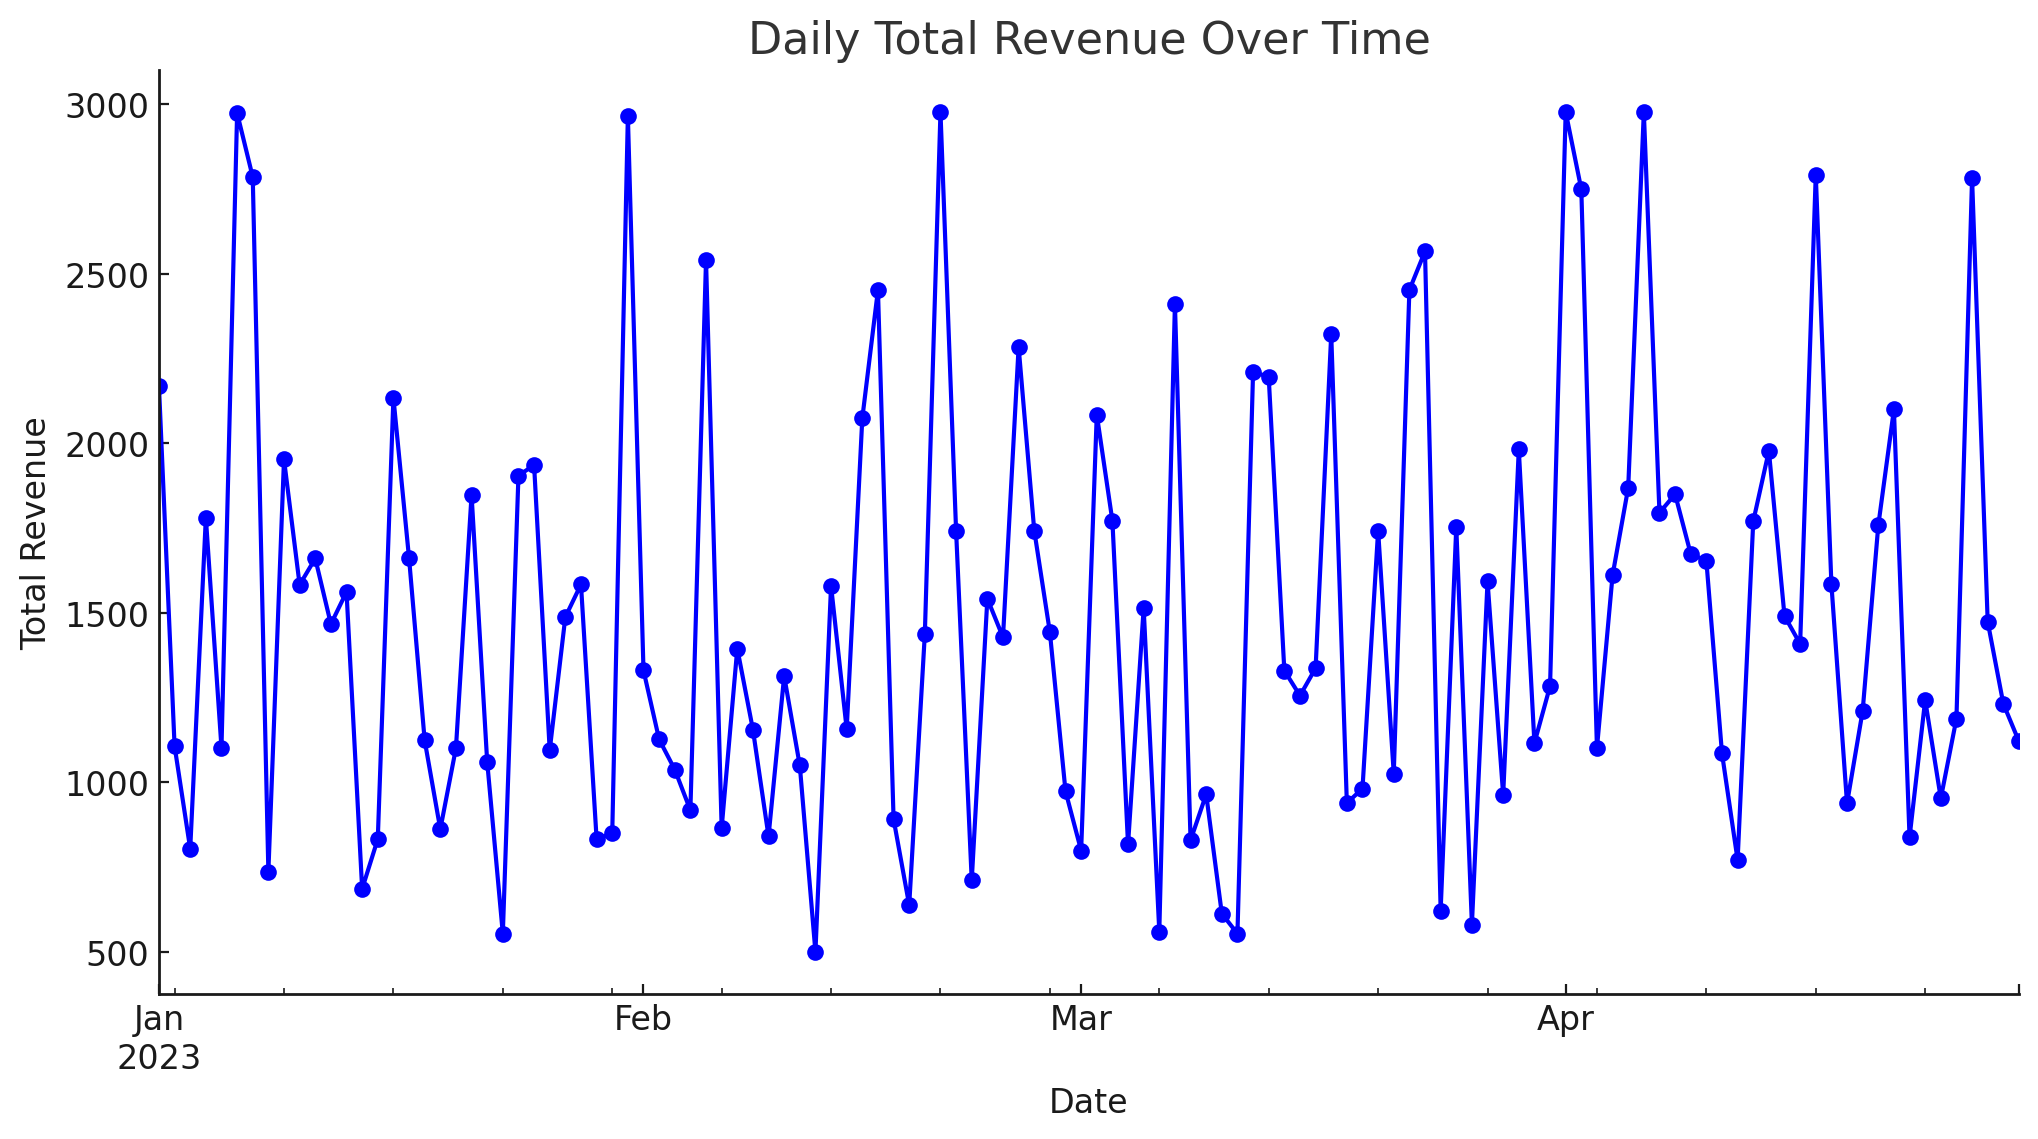 Daily Total Revenue Over Time
3000
2500
2000
1500
1000
500
Total Revenue
Jan
2023
Feb
Mar
Apr
Date